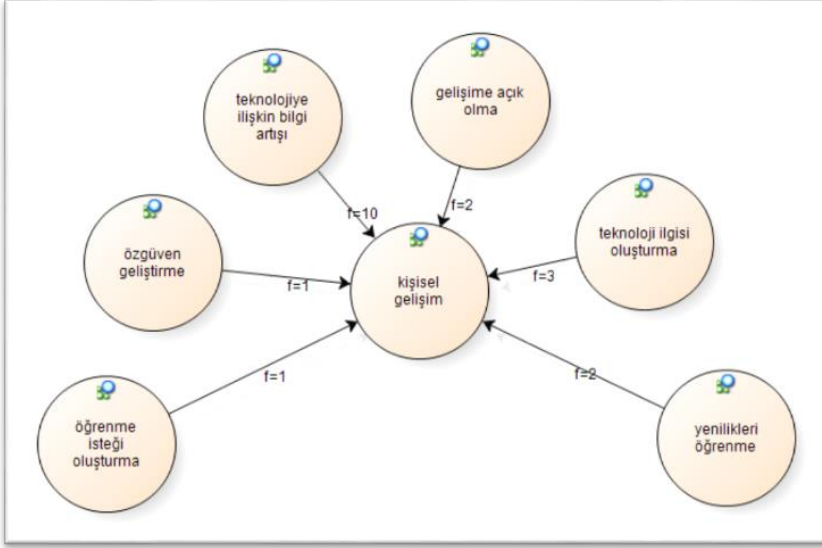 teknolojiye
ilişkin bilgi
artışı
gelişime açık
olma
f=10
f=2
özgüven
geliştirme
f=1
kişisel
gelişim
teknoloji ilgisi
oluşturma
f=3
f=1
f=2
öğrenme
isteği
oluşturma
yenilikleri
öğrenme